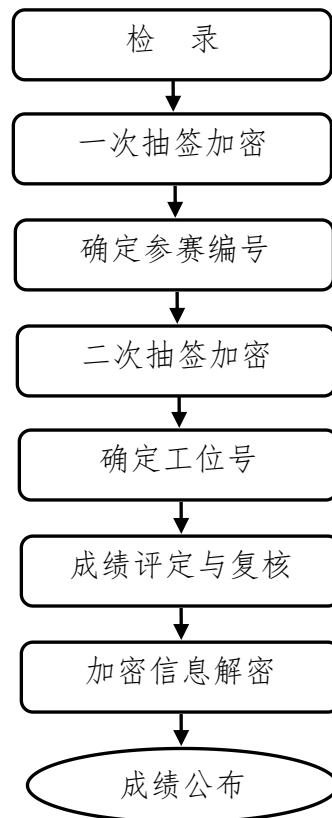 检 录
一次抽签加密
确定参赛编号
二次抽签加密
确定工位号
成绩评定与复核
加密信息解密
成绩公布